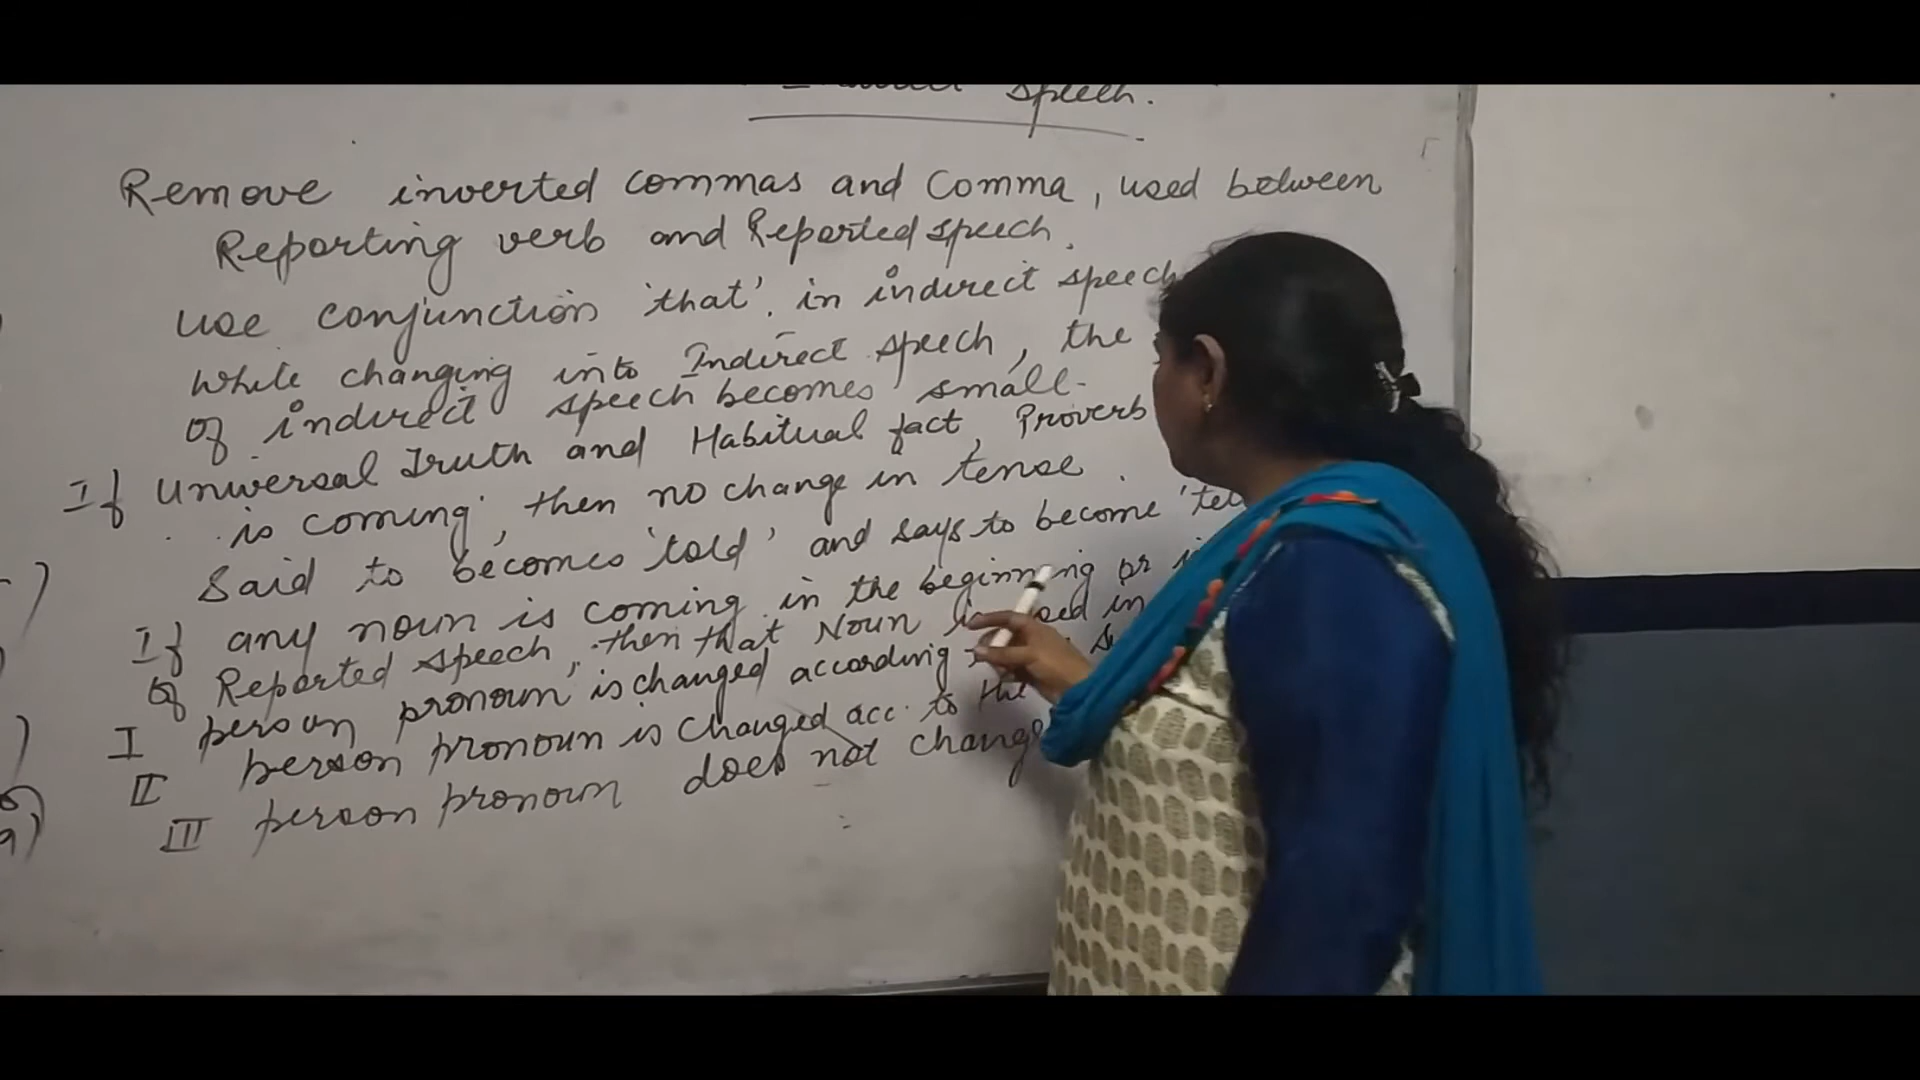 Indirect Speech.
Remove inverted commas and comma, used between
Reporting verb and Reported speech.
use conjunction 'that'. in indirect speech
While changing into Indirect speech, the
of indirect speech becomes small-
If Universal Truth and Habitual fact, Proverb
is coming, then no change in tense.
Said to becomes 'told' and says to become
If any noun is coming in the beginning or
of Reported speech, then that Noun in
I person pronoun is changed according
II person pronoun is changed acc. to the
III person pronoun does not change